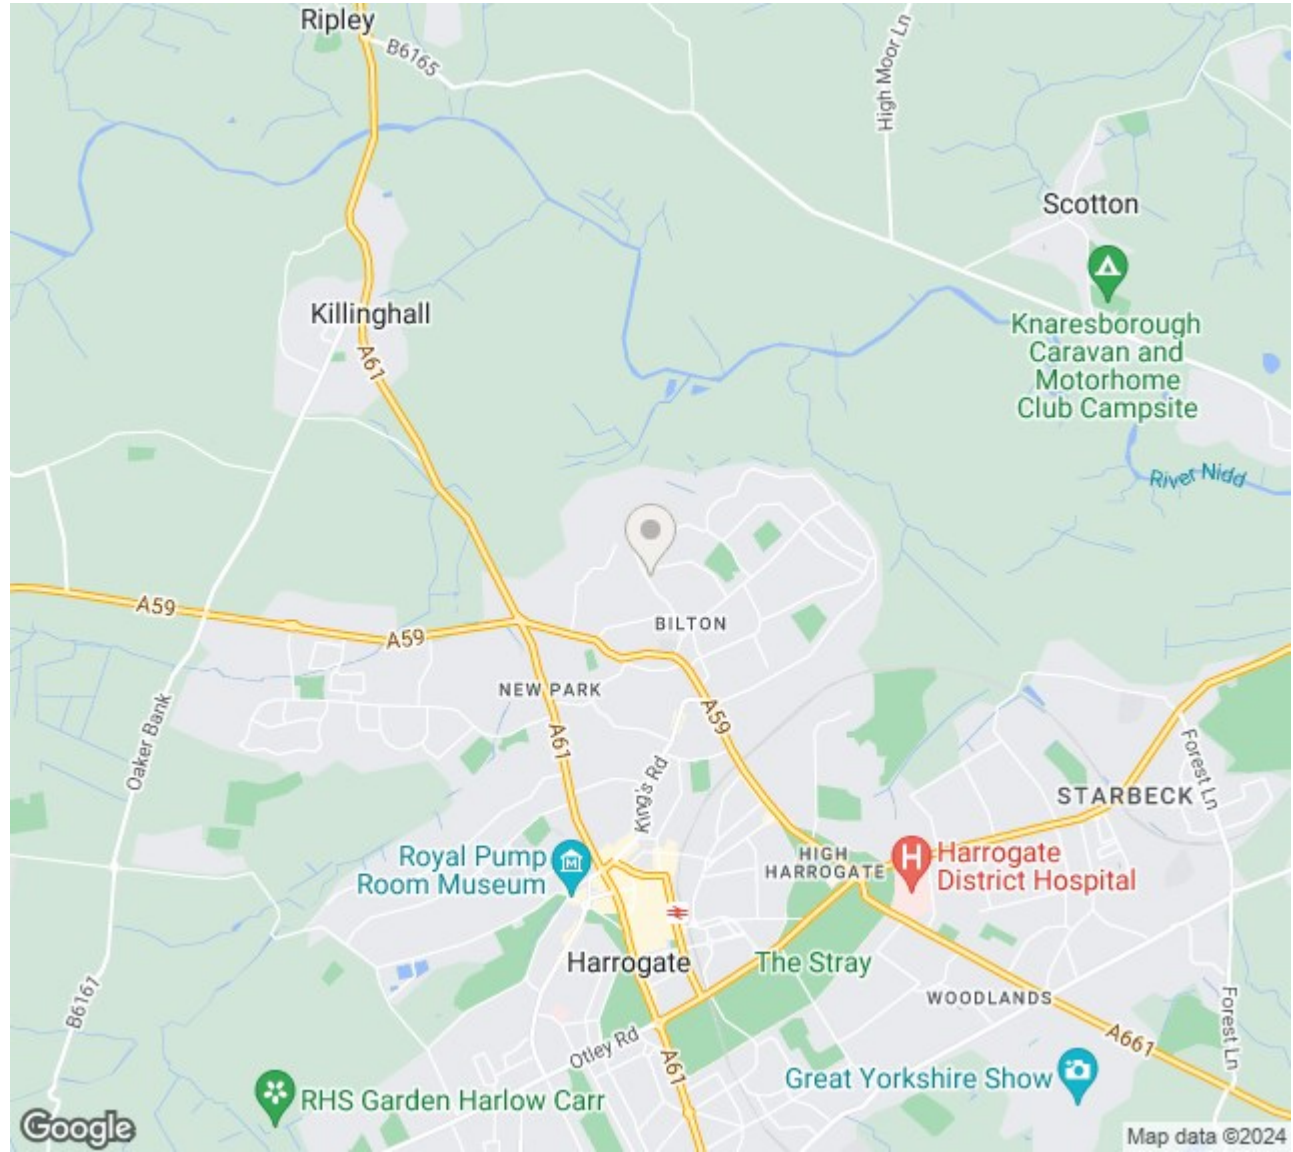 Ripley
B6165
High Moor Ln
Scotton
Killinghall
A61
Knaresborough
Caravan and
Motorhome
Club Campsite
River Nidd
A59
A59
BILTON
NEW PARK
A59
A61
Oaker Bank
King's Rd
Forest Ln
STARBECK
Royal Pump
Room Museum
HIGH
HARROGATE
H
Harrogate
District Hospital
Harrogate
The Stray
WOODLANDS
B6161
Forest Ln
Otley Rd
A61
A661
Great Yorkshire Show
RHS Garden Harlow Carr
Google
Map data ©2024